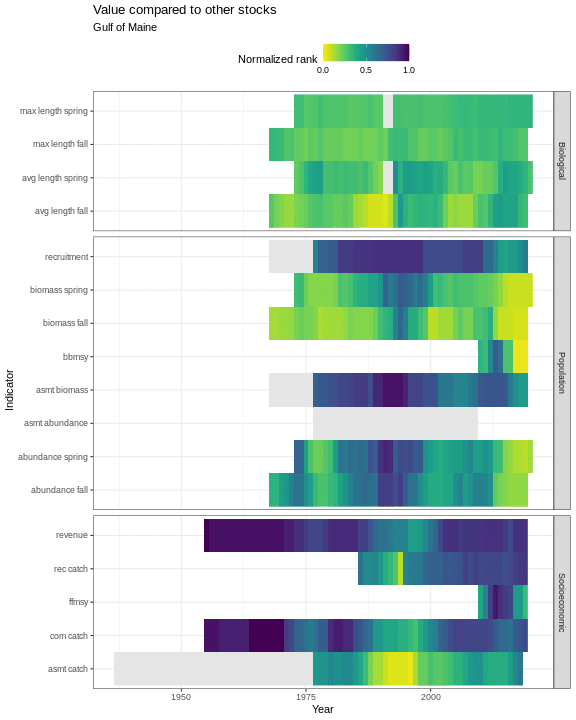 Value compared to other stocks
Gulf of Maine
Normalized rank
0.0 0.5 1.0
max length spring
max length fall
avg length spring
avg length fall
Biological
recruitment
biomass spring
biomass fall
bbmsy
asmt biomass
asmt abundance
abundance spring
abundance fall
Population
revenue
rec catch
ffmsy
com catch
asmt catch
Socioeconomic
Indicator
1950 1975 2000
Year